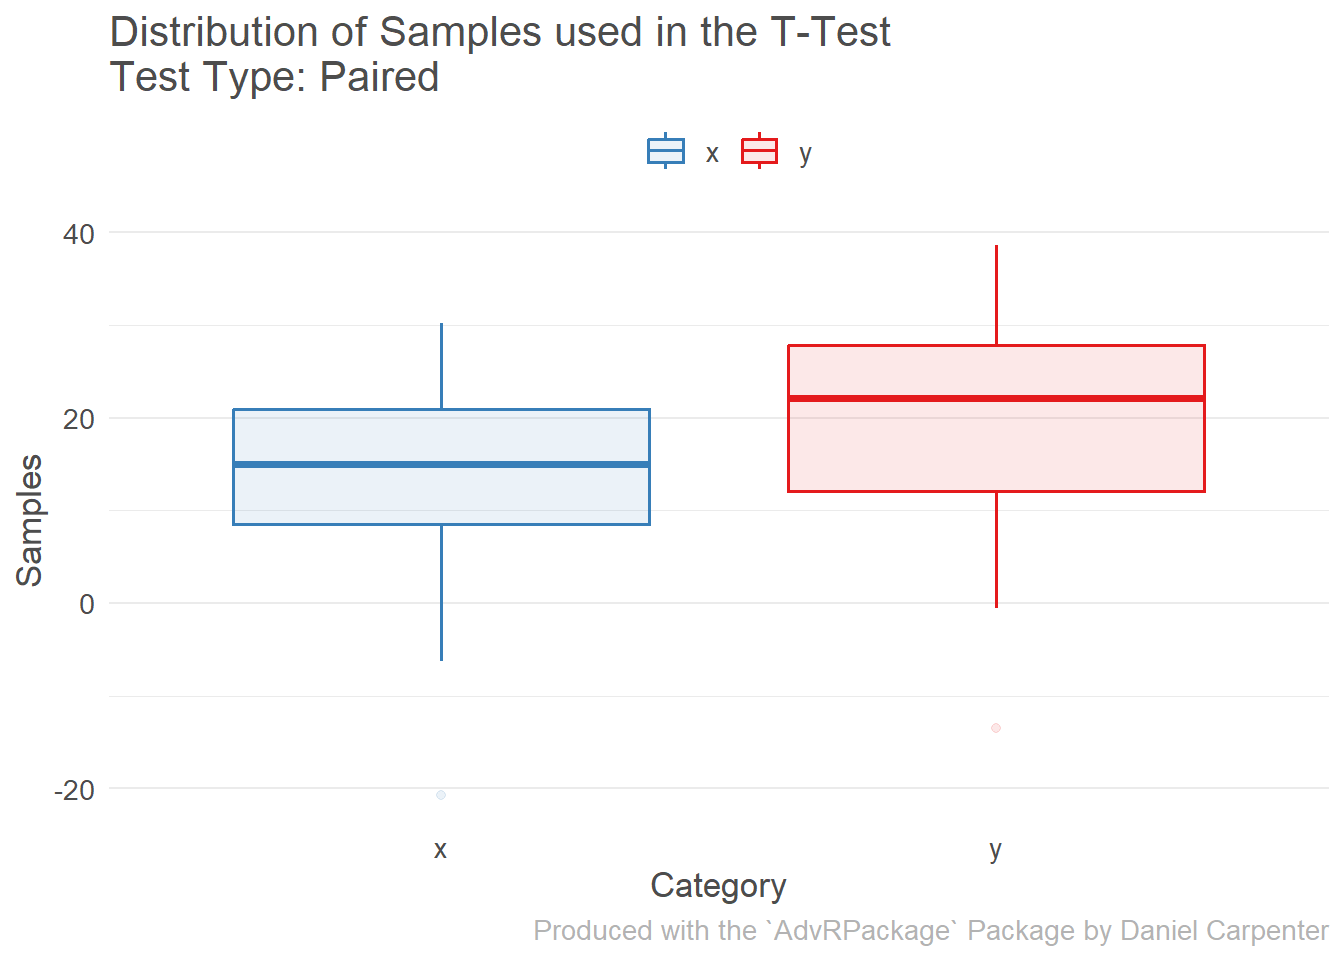 Distribution of Samples used in the T-Test
Test Type: Paired
x y
40
20
0
-20
Samples
x y
Category
Produced with the `AdvRPackage` Package by Daniel Carpenter